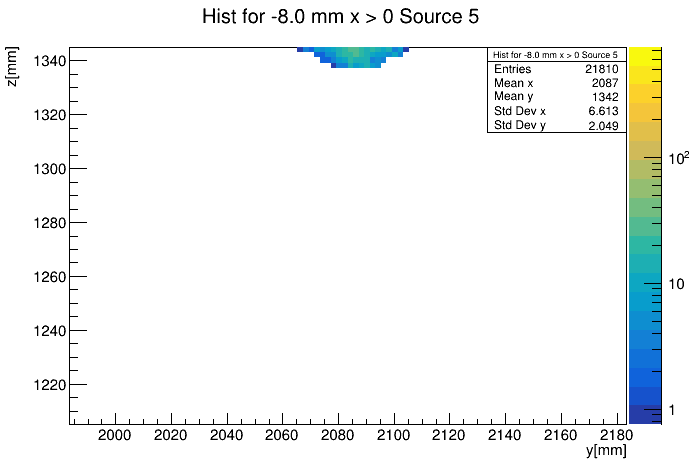 Hist for -8.0 mm x > 0 Source 5
z[mm]
Hist for -8.0 mm x > 0 Source 5
Entries 21810
Mean x 2087
Mean y 1342
Std Dev x 6.613
Std Dev y 2.049
1340
1320
1300
1280
1260
1240
1220
10²
10
1
2000 2020 2040 2060 2080 2100 2120 2140 2160 2180
y[mm]